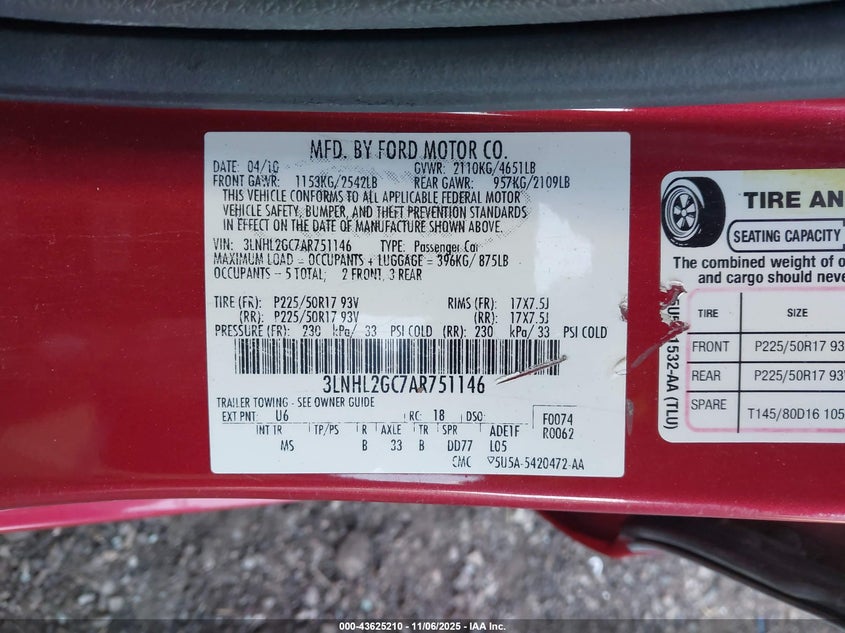 MFD. BY FORD MOTOR CO.
DATE: 04/10 GVWR: 2110KG/4651LB
FRONT GAWR: 1153KG/2542LB REAR GAWR: 957KG/2109LB
THIS VEHICLE CONFORMS TO ALL APPLICABLE FEDERAL MOTOR
VEHICLE SAFETY, BUMPER, AND THEFT PREVENTION STANDARDS
IN EFFECT ON THE DATE OF MANUFACTURE SHOWN ABOVE.
VIN: 3LNHL2GC7AR751146 TYPE: Passenger Car
MAXIMUM LOAD = OCCUPANTS + LUGGAGE = 396KG/ 875LB
OCCUPANTS - 5 TOTAL; 2 FRONT, 3 REAR
TIRE (FR): P225/50R17 93V RIMS (FR): 17X7.5J
(RR): P225/50R17 93V (RR): 17X7.5J
PRESSURE (FR): 230 kPa/ 33 PSI COLD (RR): 230 kPa/ 33 PSI COLD
3LNHL2GC7AR751146
TRAILER TOWING - SEE OWNER GUIDE
EXT PNT: U6 RC: 18 DSO: F0074
R0062
INT TR TP/PS R AXLE TR SPR ADE1F
MS B 33 B DD77 L05
CMC 5U5A-5420472-AA
TIRE AN
SEATING CAPACITY
The combined weight of o
and cargo should neve
TIRE SIZE
FRONT P225/50R17 93
REAR P225/50R17 93
SPARE T145/80D16 105
1532-AA (TLU)
000-43625210 - 11/06/2025 - IAA Inc.